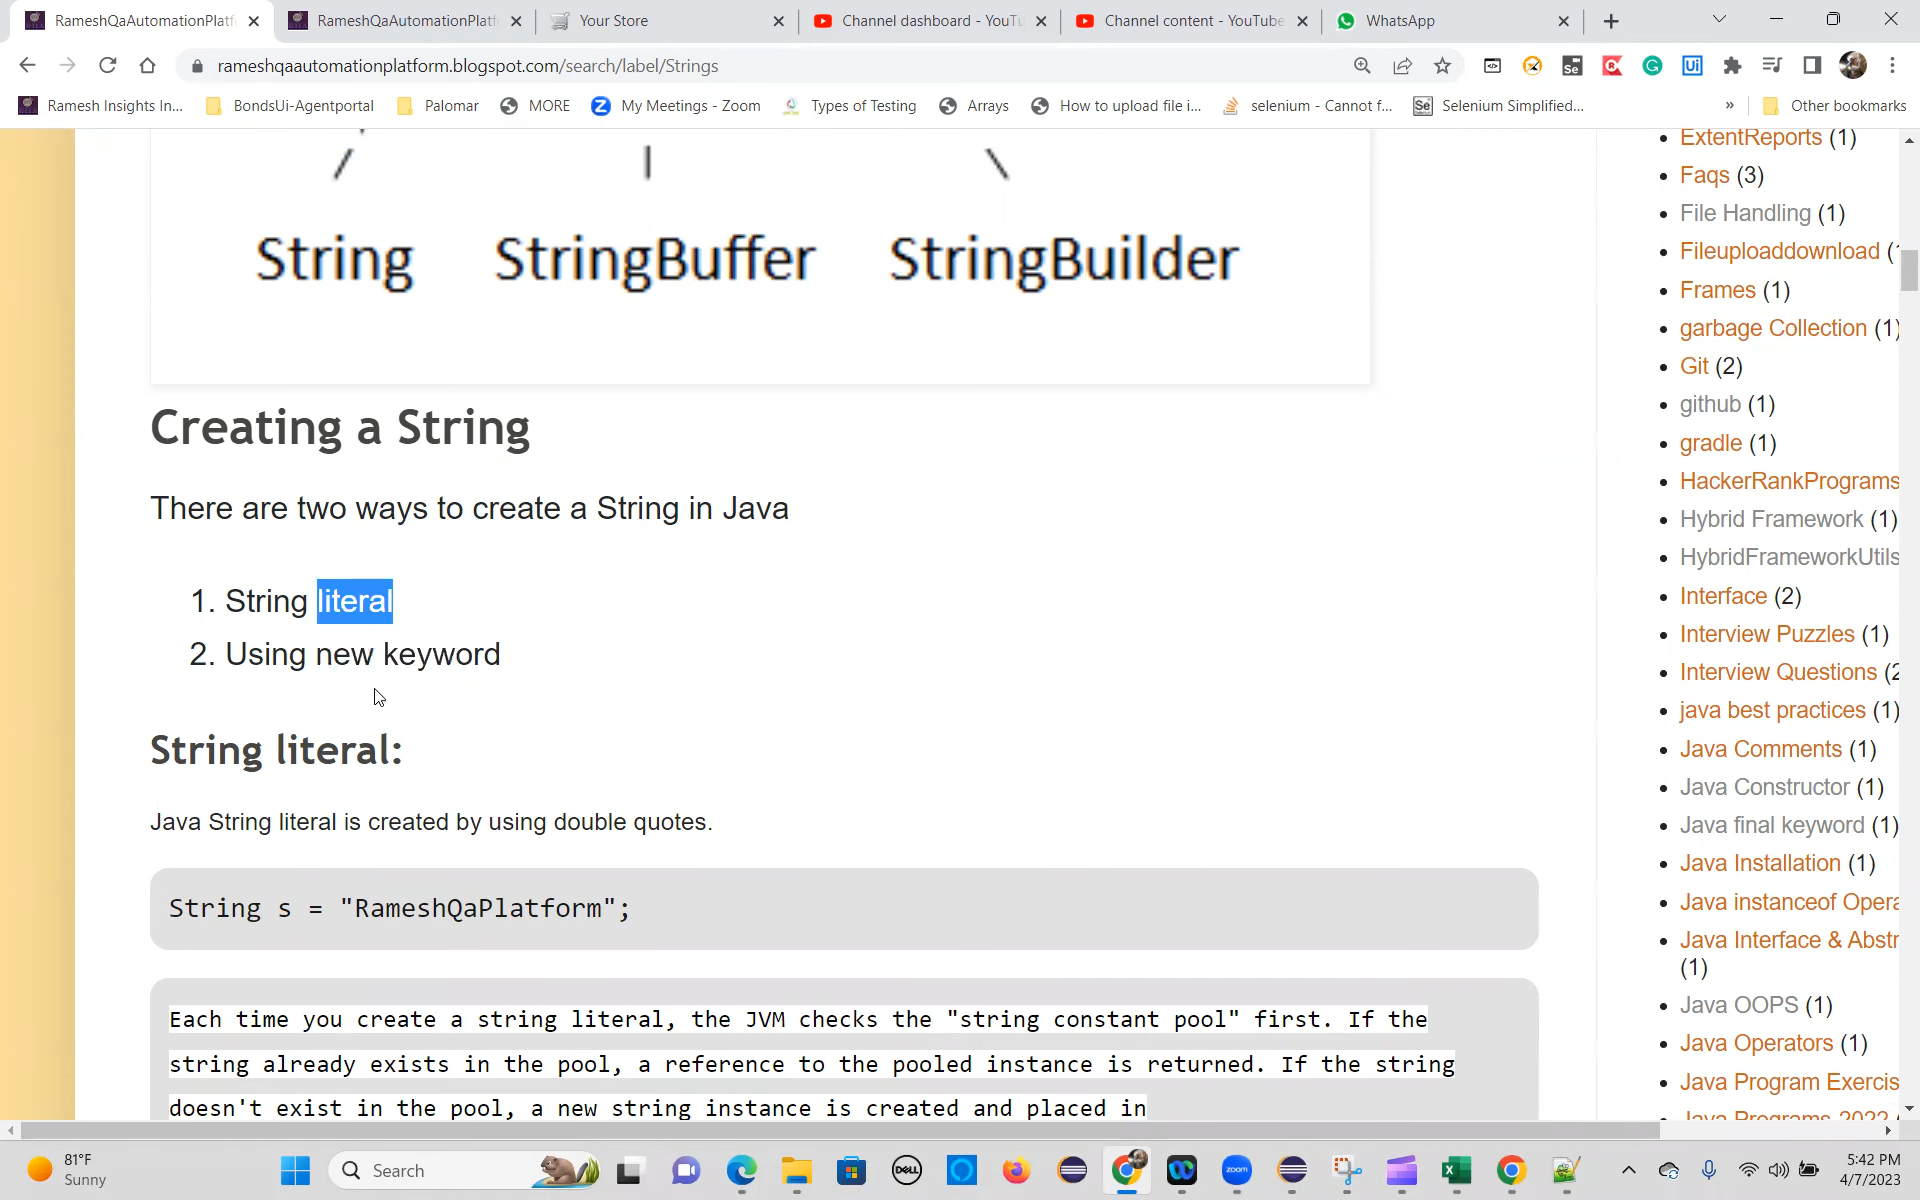 RameshQaAutomationPlatf
RameshQaAutomationPlatf
Your Store
Channel dashboard - YouTu
Channel content - YouTube
WhatsApp
rameshqaautomationplatform.blogspot.com/search/label/Strings
Ramesh Insights In...
BondsUi-Agentportal
Palomar
MORE
My Meetings - Zoom
Types of Testing
Arrays
How to upload file i...
selenium - Cannot f...
Selenium Simplified...
»
Other bookmarks
String StringBuffer StringBuilder
Creating a String
There are two ways to create a String in Java
1. String literal
2. Using new keyword
String literal:
Java String literal is created by using double quotes.
String s = "RameshQaPlatform";
Each time you create a string literal, the JVM checks the "string constant pool" first. If the
string already exists in the pool, a reference to the pooled instance is returned. If the string
doesn't exist in the pool, a new string instance is created and placed in
ExtentReports (1)
Faqs (3)
File Handling (1)
Fileuploaddownload (
Frames (1)
garbage Collection (1)
Git (2)
github (1)
gradle (1)
HackerRankPrograms
Hybrid Framework (1)
HybridFrameworkUtils
Interface (2)
Interview Puzzles (1)
Interview Questions (2
java best practices (1)
Java Comments (1)
Java Constructor (1)
Java final keyword (1)
Java Installation (1)
Java instanceof Opera
Java Interface & Abstr
(1)
Java OOPS (1)
Java Operators (1)
Java Program Exercis
Java Programs 2022
81°F
Sunny
Search
DELL
zoom
5:42 PM
4/7/2023